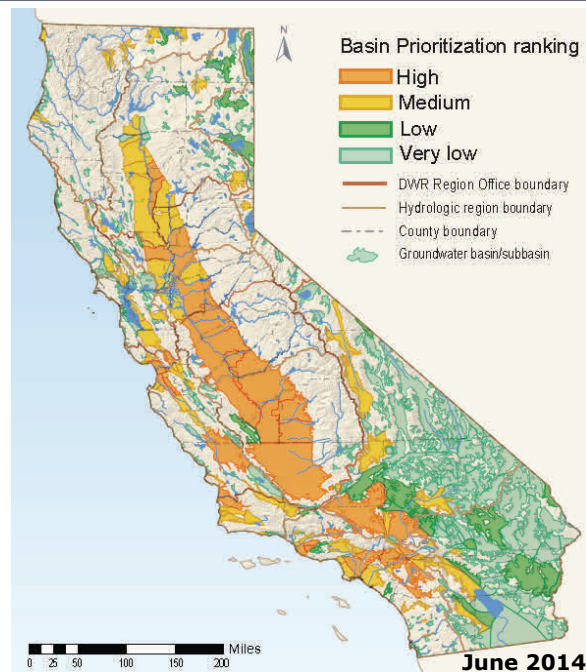 N
Basin Prioritization ranking
High
Medium
Low
Very low
DWR Region Office boundary
Hydrologic region boundary
County boundary
Groundwater basin/subbasin
Miles
0 25 50 100 150 200
June 2014